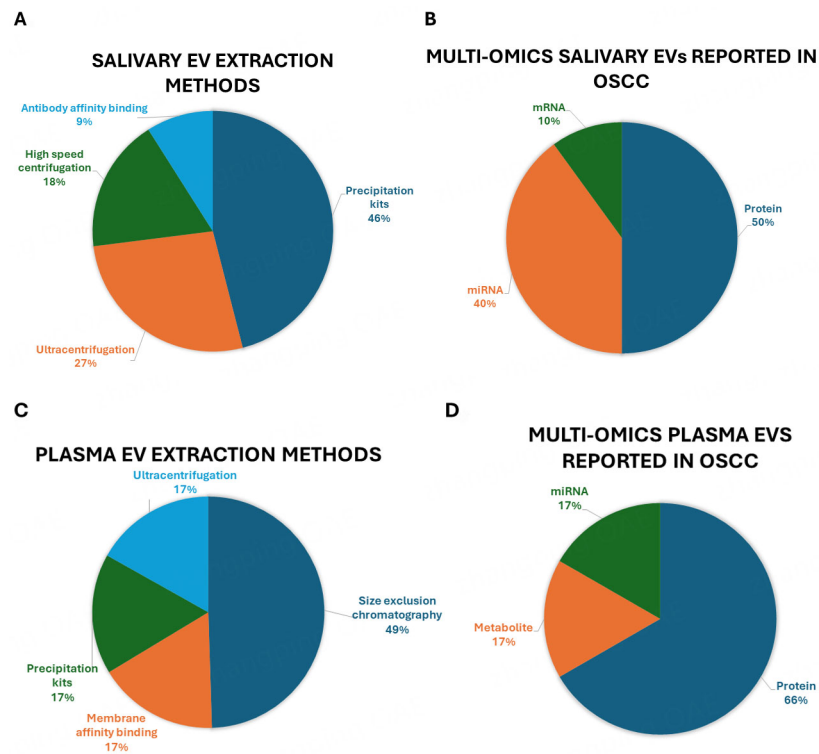 A
SALIVARY EV EXTRACTION
METHODS
Antibody affinity binding
9%
High speed
centrifugation
18%
Precipitation
kits
46%
Ultracentrifugation
27%
B
MULTI-OMICS SALIVARY EVs REPORTED IN
OSCC
mRNA
10%
Protein
50%
miRNA
40%
C
PLASMA EV EXTRACTION METHODS
Ultracentrifugation
17%
Size exclusion
chromatography
49%
Precipitation
kits
17%
Membrane
affinity binding
17%
D
MULTI-OMICS PLASMA EVS
REPORTED IN OSCC
miRNA
17%
Metabolite
17%
Protein
66%